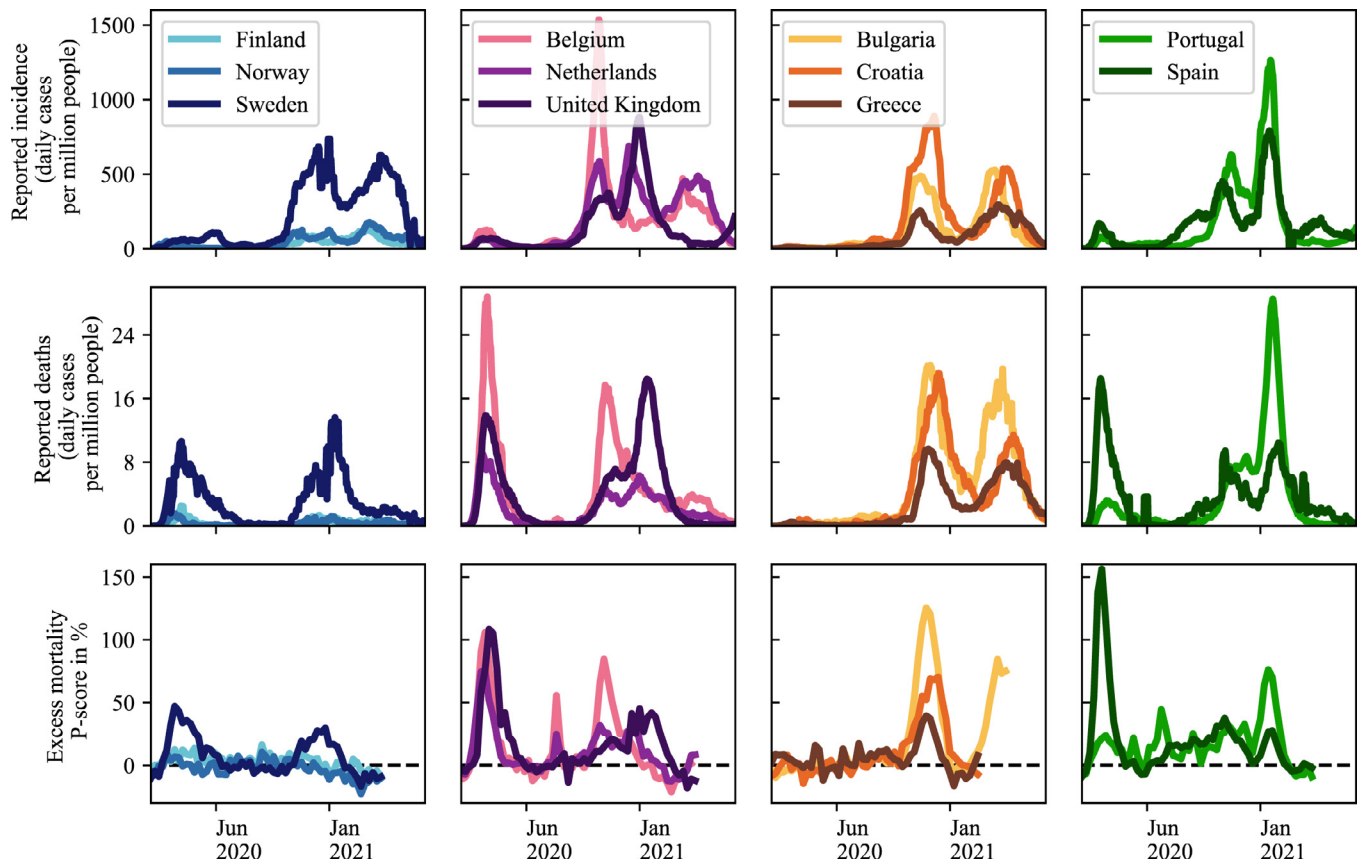 Reported incidence
(daily cases
per million people)
1500
1000
500
0
Finland
Norway
Sweden
Belgium
Netherlands
United Kingdom
Bulgaria
Croatia
Greece
Portugal
Spain
Reported deaths
(daily cases
per million people)
24
16
8
0
Excess mortality
P-score in %
150
100
50
0
Jun
2020
Jan
2021
Jun
2020
Jan
2021
Jun
2020
Jan
2021
Jun
2020
Jan
2021